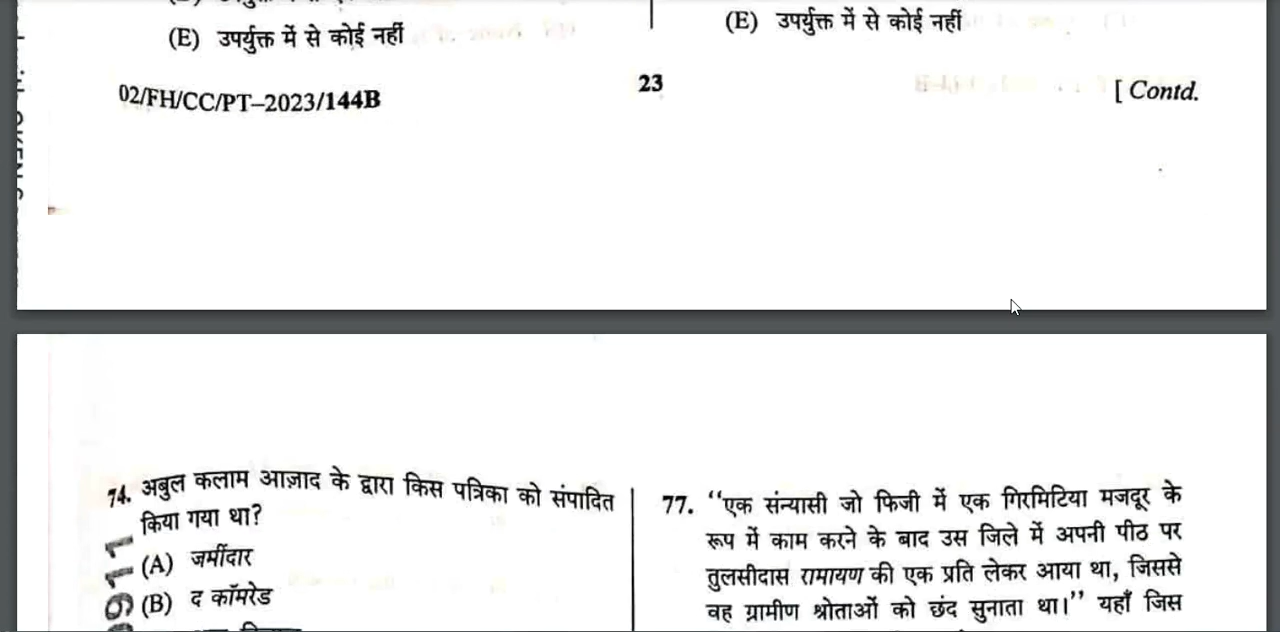 (E) उपर्युक्त में से कोई नहीं
(E) उपर्युक्त में से कोई नहीं
02/FH/CC/PT–2023/144B
23
[ Contd.
74. अबुल कलाम आज़ाद के द्वारा किस पत्रिका को संपादित
किया गया था?
(A) जमींदार
(B) द कॉमरेड
77. “एक संन्यासी जो फिजी में एक गिरमिटिया मजदूर के
रूप में काम करने के बाद उस जिले में अपनी पीठ पर
तुलसीदास रामायण की एक प्रति लेकर आया था, जिससे
वह ग्रामीण श्रोताओं को छंद सुनाता था।” यहाँ जिस